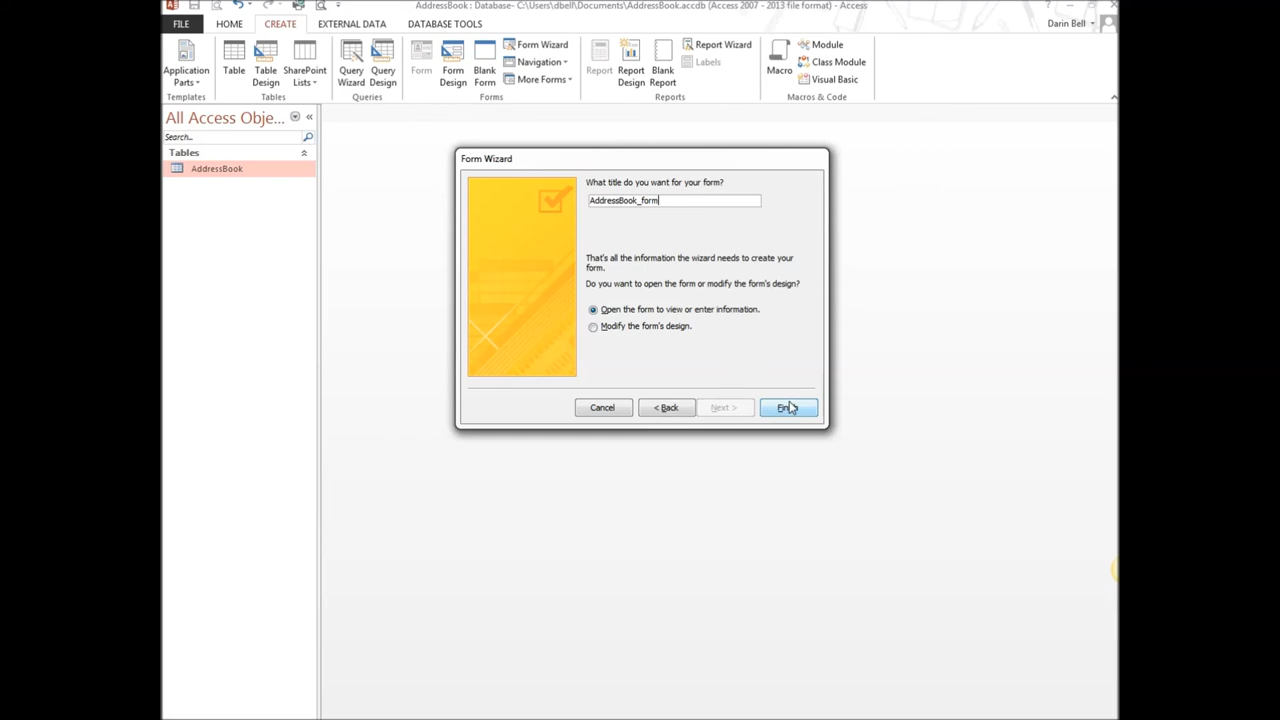 AddressBook : Database- C:\Users\dbell\Documents\AddressBook.accdb (Access 2007 - 2013 file format) - Access
FILE HOME CREATE EXTERNAL DATA DATABASE TOOLS Darin Bell
Application Parts
Table
Table Design
SharePoint Lists
Query Wizard
Query Design
Form
Form Design
Blank Form
Form Wizard
Navigation
More Forms
Report
Report Design
Blank Report
Report Wizard
Labels
Macro
Module
Class Module
Visual Basic
Templates Tables Queries Forms Reports Macros & Code
All Access Obje... «
Search...
Tables
AddressBook
Form Wizard
What title do you want for your form?
AddressBook_form
That's all the information the wizard needs to create your
form.
Do you want to open the form or modify the form's design?
Open the form to view or enter information.
Modify the form's design.
Cancel < Back Next >